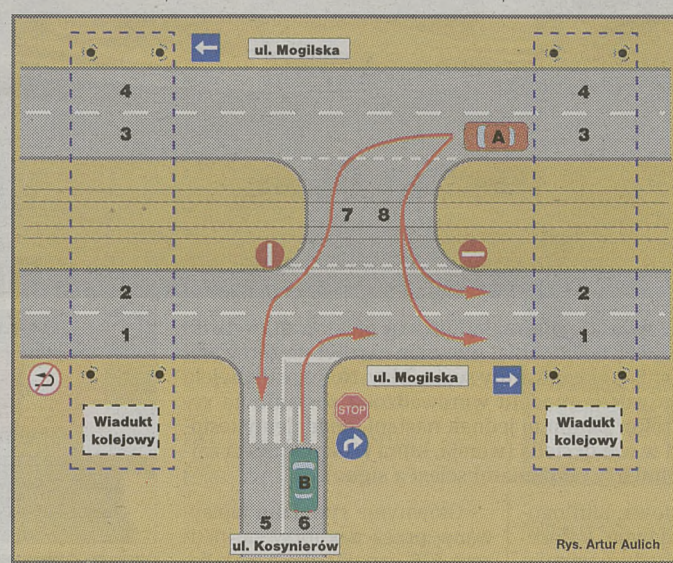 ul. Mogilska
4
4
3
A
3
7
8
2
2
1
1
ul. Mogilska
STOP
Wiadukt
kolejowy
Wiadukt
kolejowy
B
5
6
ul. Kosynierów
Rys. Artur Aulich